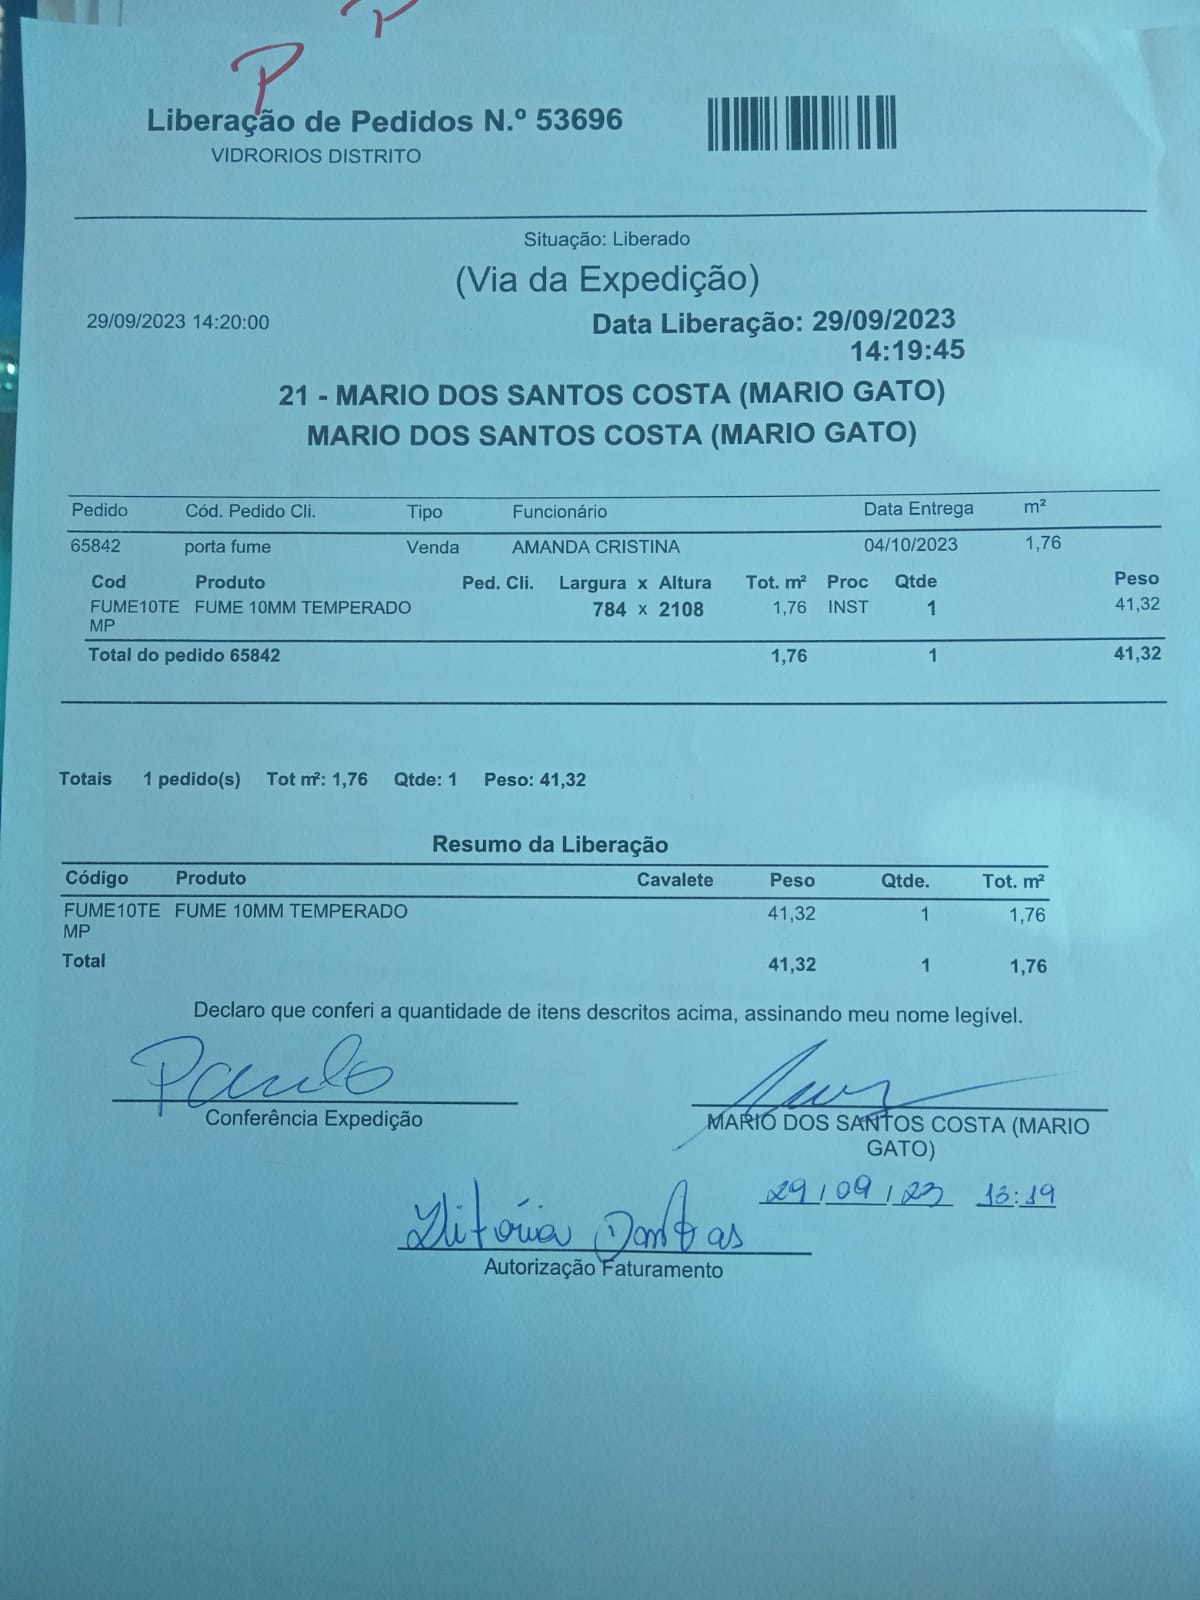 P P
Liberação de Pedidos N.º 53696
VIDRORIOS DISTRITO
Situação: Liberado
(Via da Expedição)
29/09/2023 14:20:00
Data Liberação: 29/09/2023
14:19:45
21 - MARIO DOS SANTOS COSTA (MARIO GATO)
MARIO DOS SANTOS COSTA (MARIO GATO)
Pedido Cód. Pedido Cli. Tipo Funcionário Data Entrega m²
65842 porta fume Venda AMANDA CRISTINA 04/10/2023 1,76
Cod Produto Ped. Cli. Largura x Altura Tot. m² Proc Qtde Peso
FUME10TE FUME 10MM TEMPERADO 784 x 2108 1,76 INST 1 41,32
MP
Total do pedido 65842 1,76 1 41,32
Totais 1 pedido(s) Tot m²: 1,76 Qtde: 1 Peso: 41,32
Resumo da Liberação
Código Produto Cavalete Peso Qtde. Tot. m²
FUME10TE FUME 10MM TEMPERADO 41,32 1 1,76
MP
Total 41,32 1 1,76
Declaro que conferi a quantidade de itens descritos acima, assinando meu nome legível.
Paulo
Conferência Expedição
MARIO DOS SANTOS COSTA (MARIO
GATO)
29/09/23 13:19
Vitória Dantas
Autorização Faturamento